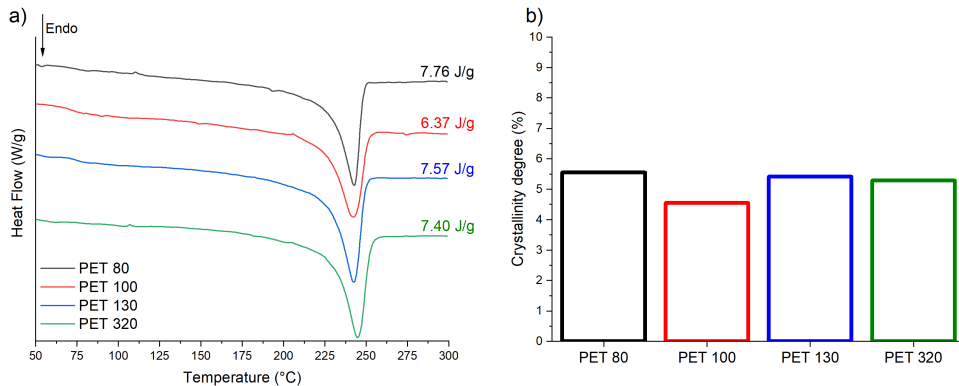 a)
Endo
7.76 J/g
6.37 J/g
7.57 J/g
7.40 J/g
Heat Flow (W/g)
PET 80
PET 100
PET 130
PET 320
50 75 100 125 150 175 200 225 250 275 300
Temperature (°C)
b)
Crystallinity degree (%)
10
9
8
7
6
5
4
3
2
1
0
PET 80 PET 100 PET 130 PET 320